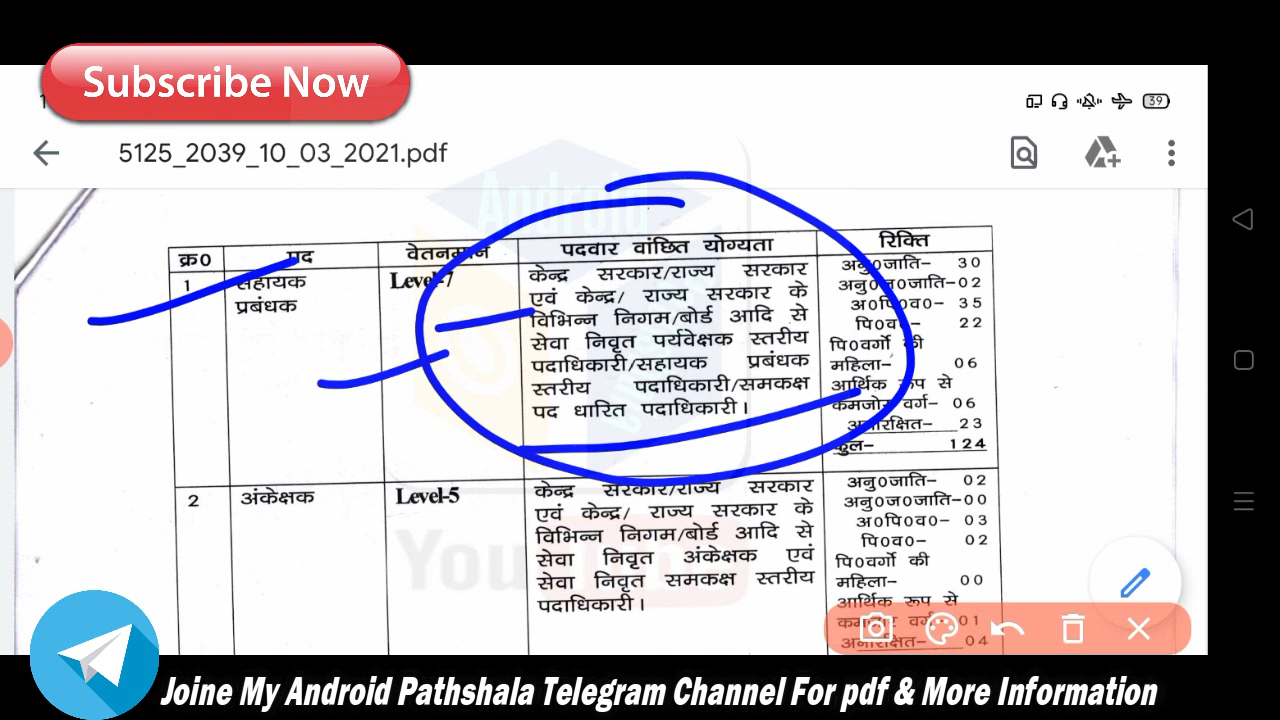 Subscribe Now
39
5125_2039_10_03_2021.pdf
Android
क्र0 पद वेतनमान पदवार वांछित योग्यता रिक्ति
1 सहायक प्रबंधक Level-7
केन्द्र सरकार/राज्य सरकार
एवं केन्द्र/ राज्य सरकार के
विभिन्न निगम/बोर्ड आदि से
सेवा निवृत पर्यवेक्षक स्तरीय
पदाधिकारी/सहायक प्रबंधक
स्तरीय पदाधिकारी/समकक्ष
पद धारित पदाधिकारी।
अनु0जाति- 30
अनु0ज0जाति-02
अ0पि0व0- 35
पि0व0- 22
पि0वर्गो की
महिला- 06
आर्थिक रूप से
कमजोर वर्ग- 06
अनारक्षित- 23
कुल- 124
2 अंकेक्षक Level-5
केन्द्र सरकार/राज्य सरकार
एवं केन्द्र/ राज्य सरकार के
विभिन्न निगम/बोर्ड आदि से
सेवा निवृत अंकेक्षक एवं
सेवा निवृत समकक्ष स्तरीय
पदाधिकारी।
अनु0जाति- 02
अनु0ज0जाति-00
अ0पि0व0- 03
पि0व0- 02
पि0वर्गो की
महिला- 00
आर्थिक रूप से
कमजोर वर्ग- 01
अनारक्षित- 04
Joine My Android Pathshala Telegram Channel For pdf & More Information